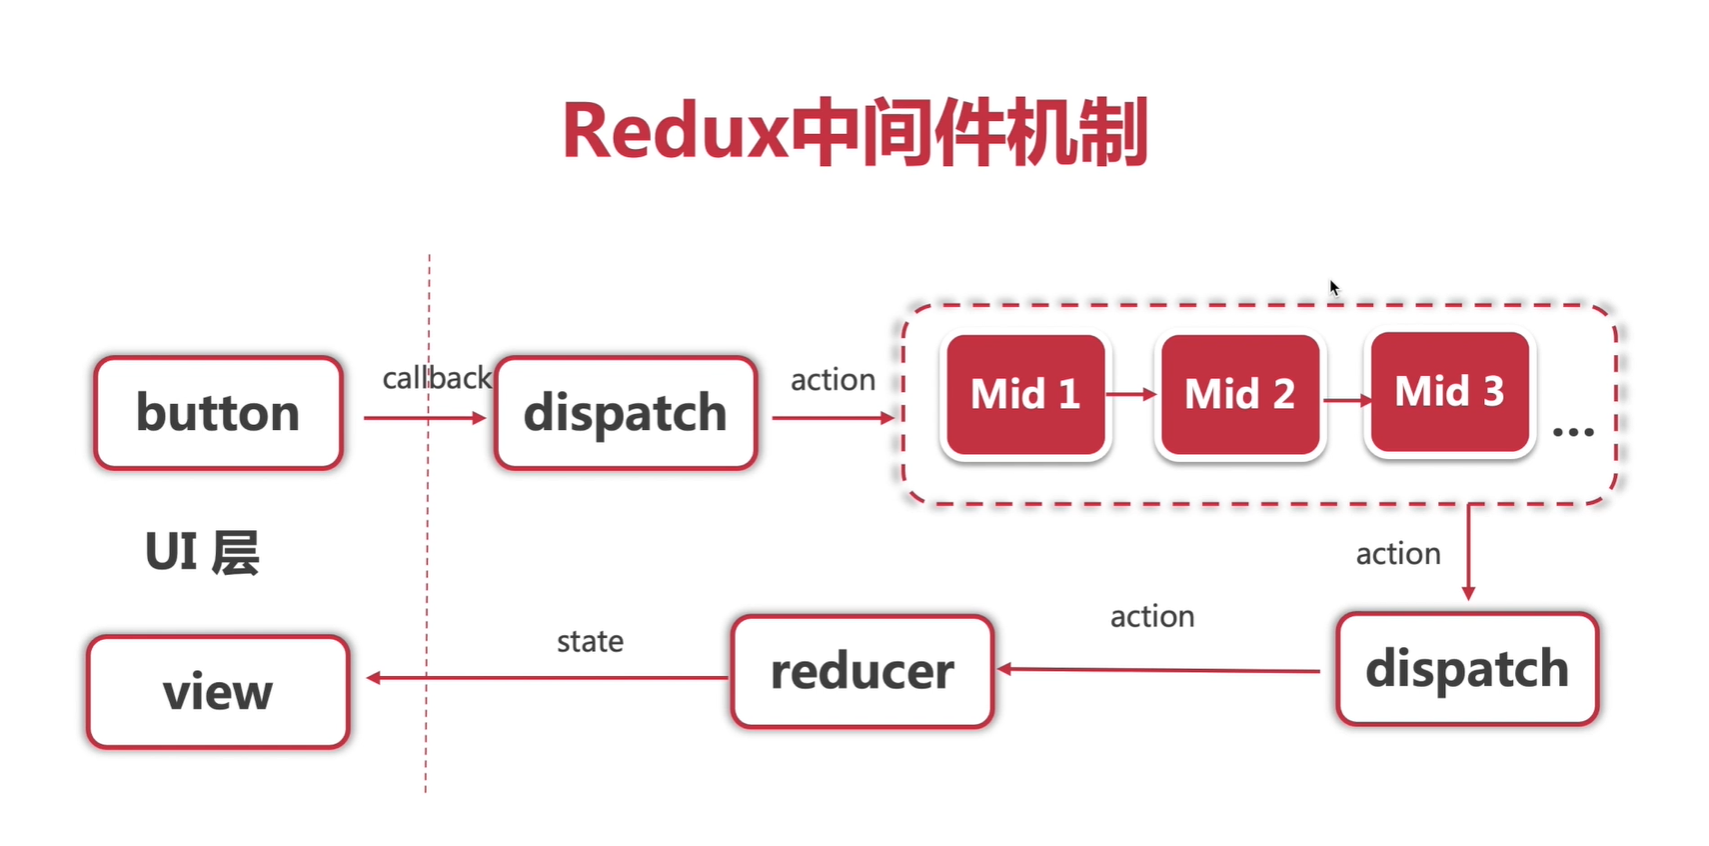 Redux中间件机制
button
callback
dispatch
action
Mid 1
Mid 2
Mid 3
...
UI 层
action
view
state
reducer
action
dispatch